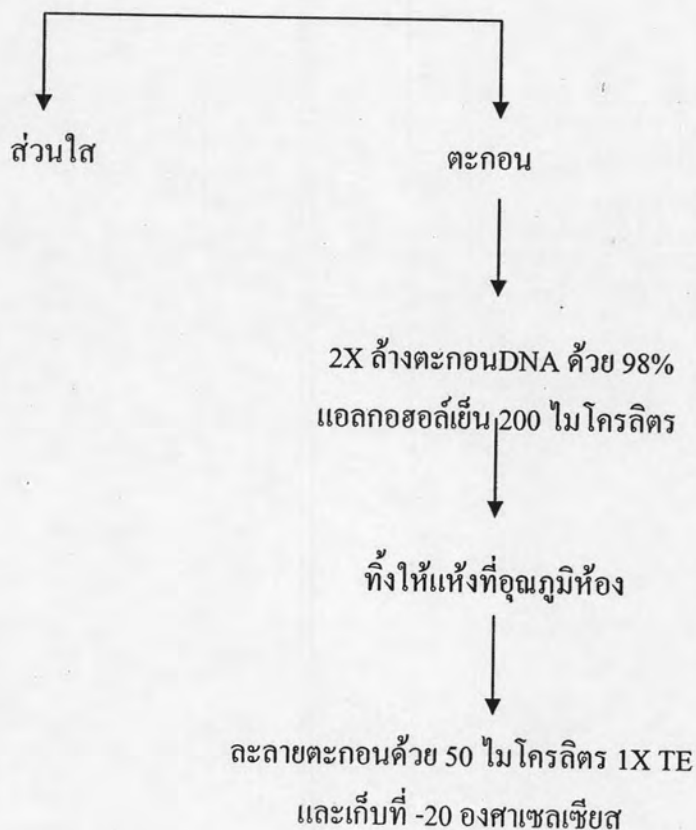 ส่วนใส
ตะกอน
2X ล้างตะกอนDNA ด้วย 98%
แอลกอฮอล์เย็น 200 ไมโครลิตร
ทิ้งให้แห้งที่อุณภูมิห้อง
ละลายตะกอนด้วย 50 ไมโครลิตร 1X TE
และเก็บที่ -20 องศาเซลเซียส